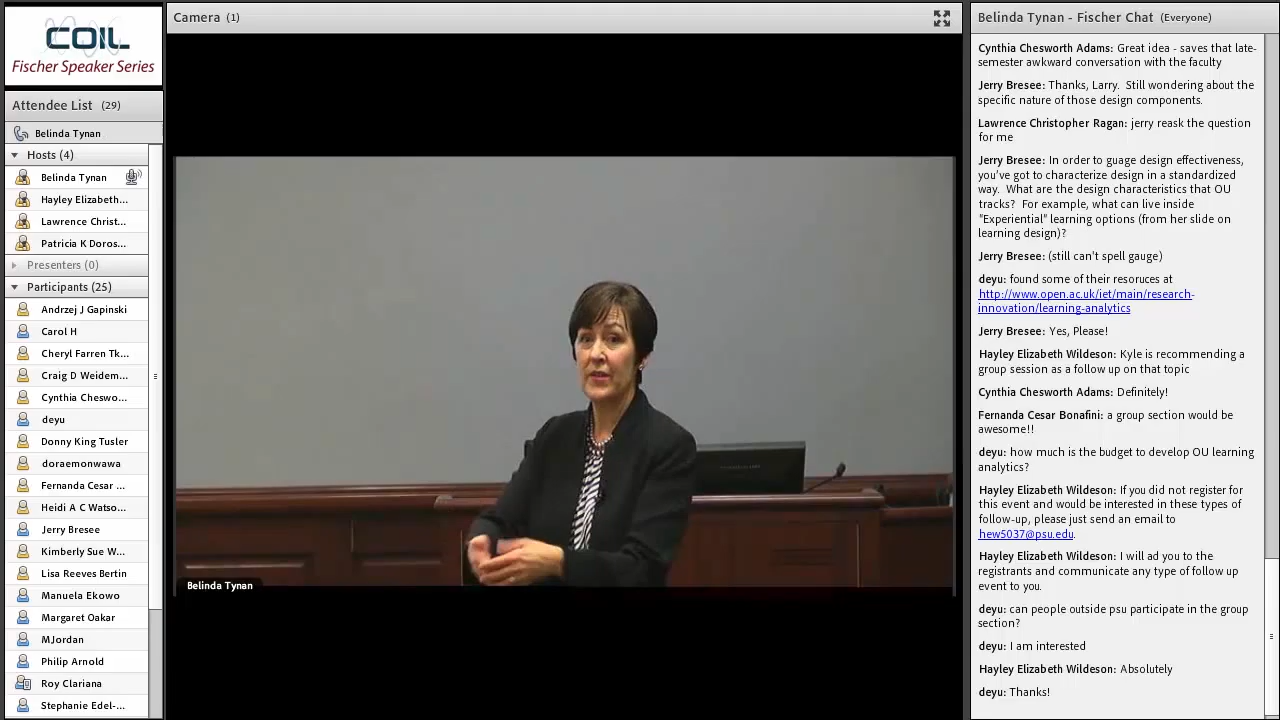 COIL
Fischer Speaker Series
Attendee List (29)
Belinda Tynan
Hosts (4)
Belinda Tynan
Hayley Elizabeth...
Lawrence Christ...
Patricia K Doros...
Presenters (0)
Participants (25)
Andrzej J Gapinski
Carol H
Cheryl Farren Tk...
Craig D Weidem...
Cynthia Cheswo...
deyu
Donny King Tusler
doraemonwawa
Fernanda Cesar ...
Heidi A C Watso...
Jerry Bresee
Kimberly Sue W...
Lisa Reeves Bertin
Manuela Ekowo
Margaret Oakar
MJordan
Philip Arnold
Roy Clariana
Stephanie Edel-...
Camera (1)
Belinda Tynan
Belinda Tynan - Fischer Chat (Everyone)
Cynthia Chesworth Adams: Great idea - saves that late-
semester awkward conversation with the faculty
Jerry Bresee: Thanks, Larry. Still wondering about the
specific nature of those design components.
Lawrence Christopher Ragan: jerry reask the question
for me
Jerry Bresee: In order to guage design effectiveness,
you've got to characterize design in a standardized
way. What are the design characteristics that OU
tracks? For example, what can live inside
"Experiential" learning options (from her slide on
learning design)?
Jerry Bresee: (still can't spell gauge)
deyu: found some of their resoruces at
http://www.open.ac.uk/iet/main/research-
innovation/learning-analytics
Jerry Bresee: Yes, Please!
Hayley Elizabeth Wildeson: Kyle is recommending a
group session as a follow up on that topic
Cynthia Chesworth Adams: Definitely!
Fernanda Cesar Bonafini: a group section would be
awesome!!
deyu: how much is the budget to develop OU learning
analytics?
Hayley Elizabeth Wildeson: If you did not register for
this event and would be interested in these types of
follow-up, please just send an email to
hew5037@psu.edu.
Hayley Elizabeth Wildeson: I will ad you to the
registrants and communicate any type of follow up
event to you.
deyu: can people outside psu participate in the group
section?
deyu: I am interested
Hayley Elizabeth Wildeson: Absolutely
deyu: Thanks!